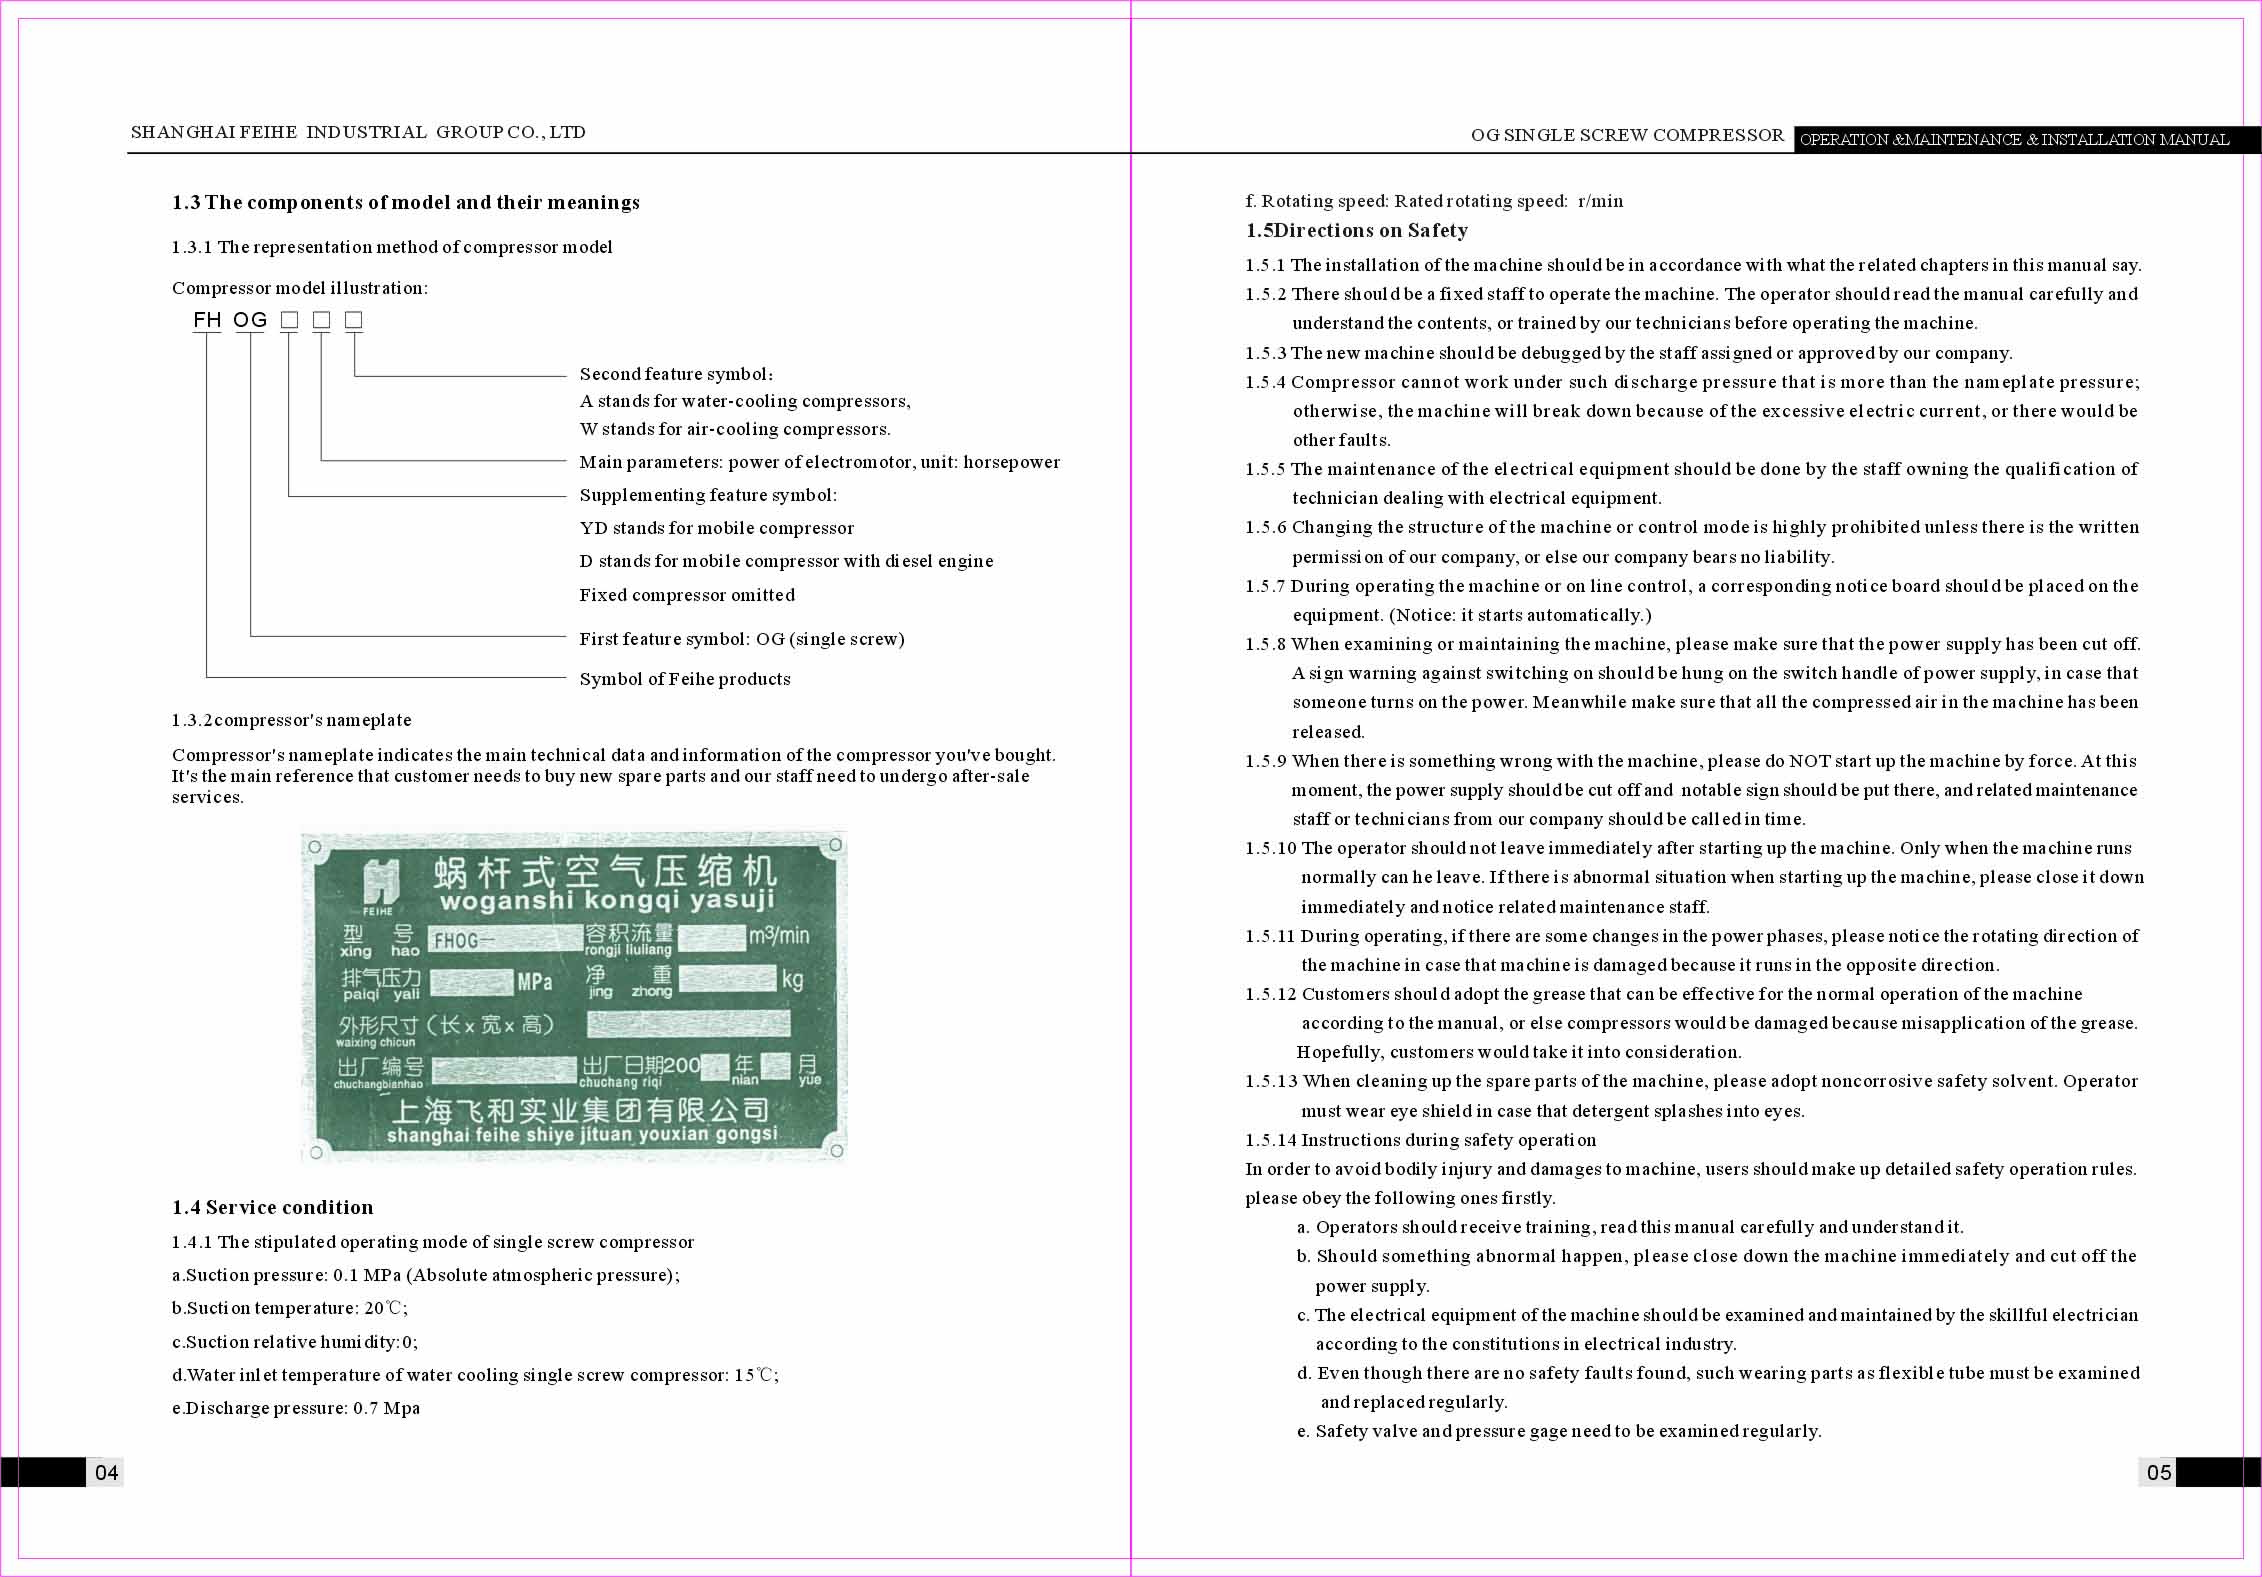 SHANGHAI FEIHE INDUSTRIAL GROUP CO., LTD
1.3 The components of model and their meanings
1.3.1 The representation method of compressor model
Compressor model illustration:
FH OG □ □ □
Second feature symbol:
A stands for water-cooling compressors,
W stands for air-cooling compressors.
Main parameters: power of electromotor, unit: horsepower
Supplementing feature symbol:
YD stands for mobile compressor
D stands for mobile compressor with diesel engine
Fixed compressor omitted
First feature symbol: OG (single screw)
Symbol of Feihe products
1.3.2compressor's nameplate
Compressor's nameplate indicates the main technical data and information of the compressor you've bought.
It's the main reference that customer needs to buy new spare parts and our staff need to undergo after-sale
services.
FEIHE
蜗杆式空气压缩机
woganshi kongqi yasuji
型 号 FHOG— 容积流量 m³/min
xing hao rongji liuliang
排气压力 MPa 净 重 kg
paiqi yali jing zhong
外形尺寸(长x宽x高)
waixing chicun
出厂编号 出厂日期200 年 月
chuchangbianhao chuchang riqi nian yue
上海飞和实业集团有限公司
shanghai feihe shiye jituan youxian gongsi
1.4 Service condition
1.4.1 The stipulated operating mode of single screw compressor
a.Suction pressure: 0.1 MPa (Absolute atmospheric pressure);
b.Suction temperature: 20℃;
c.Suction relative humidity:0;
d.Water inlet temperature of water cooling single screw compressor: 15℃;
e.Discharge pressure: 0.7 Mpa
04
OG SINGLE SCREW COMPRESSOR OPERATION &MAINTENANCE & INSTALLATION MANUAL
f. Rotating speed: Rated rotating speed: r/min
1.5Directions on Safety
1.5.1 The installation of the machine should be in accordance with what the related chapters in this manual say.
1.5.2 There should be a fixed staff to operate the machine. The operator should read the manual carefully and
understand the contents, or trained by our technicians before operating the machine.
1.5.3 The new machine should be debugged by the staff assigned or approved by our company.
1.5.4 Compressor cannot work under such discharge pressure that is more than the nameplate pressure;
otherwise, the machine will break down because of the excessive electric current, or there would be
other faults.
1.5.5 The maintenance of the electrical equipment should be done by the staff owning the qualification of
technician dealing with electrical equipment.
1.5.6 Changing the structure of the machine or control mode is highly prohibited unless there is the written
permission of our company, or else our company bears no liability.
1.5.7 During operating the machine or on line control, a corresponding notice board should be placed on the
equipment. (Notice: it starts automatically.)
1.5.8 When examining or maintaining the machine, please make sure that the power supply has been cut off.
A sign warning against switching on should be hung on the switch handle of power supply, in case that
someone turns on the power. Meanwhile make sure that all the compressed air in the machine has been
released.
1.5.9 When there is something wrong with the machine, please do NOT start up the machine by force. At this
moment, the power supply should be cut off and notable sign should be put there, and related maintenance
staff or technicians from our company should be called in time.
1.5.10 The operator should not leave immediately after starting up the machine. Only when the machine runs
normally can he leave. If there is abnormal situation when starting up the machine, please close it down
immediately and notice related maintenance staff.
1.5.11 During operating, if there are some changes in the power phases, please notice the rotating direction of
the machine in case that machine is damaged because it runs in the opposite direction.
1.5.12 Customers should adopt the grease that can be effective for the normal operation of the machine
according to the manual, or else compressors would be damaged because misapplication of the grease.
Hopefully, customers would take it into consideration.
1.5.13 When cleaning up the spare parts of the machine, please adopt noncorrosive safety solvent. Operator
must wear eye shield in case that detergent splashes into eyes.
1.5.14 Instructions during safety operation
In order to avoid bodily injury and damages to machine, users should make up detailed safety operation rules.
please obey the following ones firstly.
a. Operators should receive training, read this manual carefully and understand it.
b. Should something abnormal happen, please close down the machine immediately and cut off the
power supply.
c. The electrical equipment of the machine should be examined and maintained by the skillful electrician
according to the constitutions in electrical industry.
d. Even though there are no safety faults found, such wearing parts as flexible tube must be examined
and replaced regularly.
e. Safety valve and pressure gage need to be examined regularly.
05